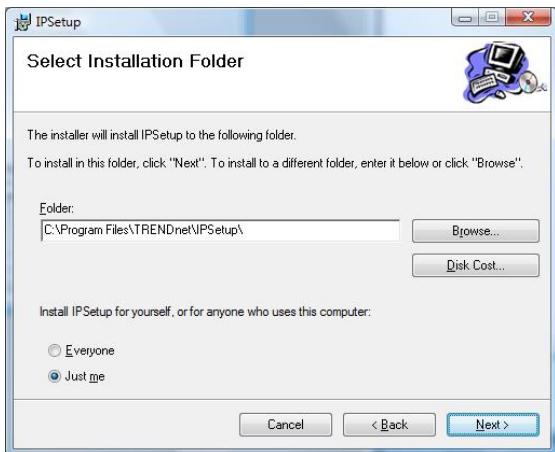 IPSetup
Select Installation Folder
The installer will install IPSetup to the following folder.
To install in this folder, click "Next". To install to a different folder, enter it below or click "Browse".
Folder:
C:\Program Files\TRENDnet\IPSetup\
Browse...
Disk Cost...
Install IPSetup for yourself, or for anyone who uses this computer:
Everyone
Just me
Cancel
< Back
Next >